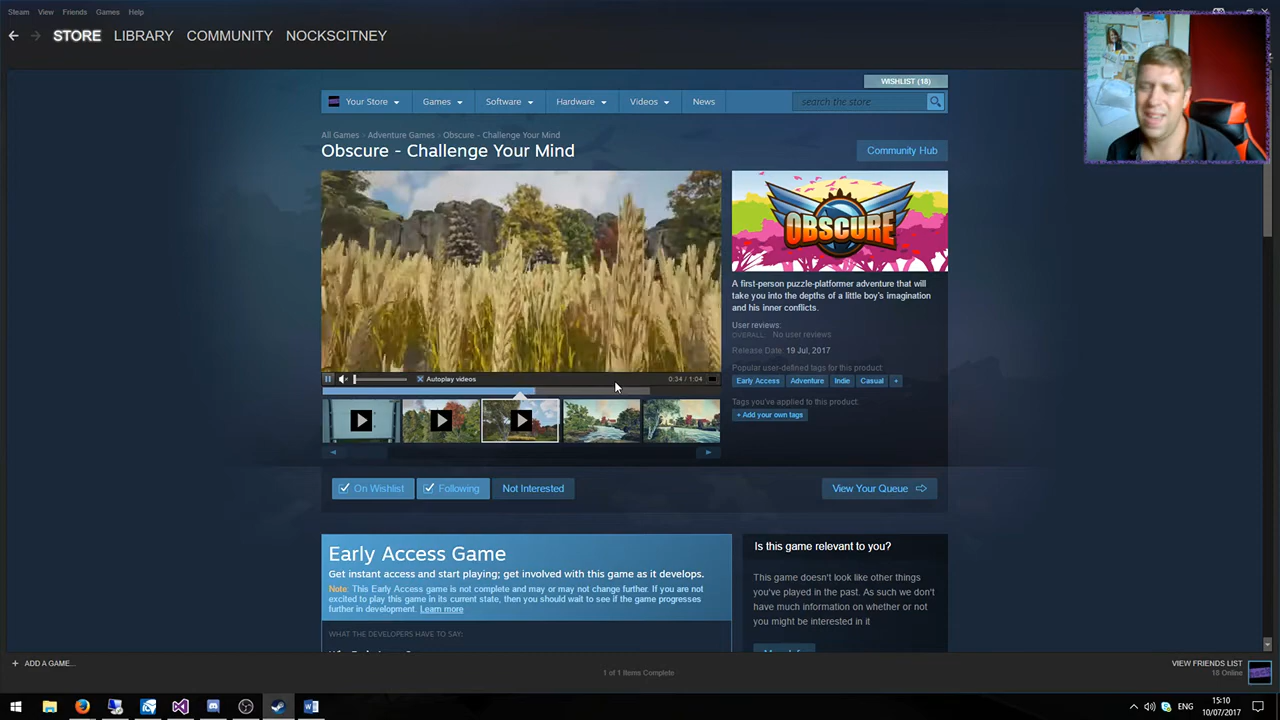 Steam View Friends Games Help
STORE LIBRARY COMMUNITY NOCKSCITNEY
WISHLIST (18)
Your Store Games Software Hardware Videos News search the store
All Games > Adventure Games > Obscure - Challenge Your Mind
Obscure - Challenge Your Mind
Community Hub
OBSCURE
A first-person puzzle-platformer adventure that will
take you into the depths of a little boy's imagination
and his inner conflicts.
User reviews:
OVERALL: No user reviews
Release Date: 19 Jul, 2017
Popular user-defined tags for this product:
Early Access Adventure Indie Casual +
Tags you've applied to this product:
+ Add your own tags
Autoplay videos 0:34 / 1:04
On Wishlist Following Not Interested View Your Queue
Early Access Game
Get instant access and start playing; get involved with this game as it develops.
Note: This Early Access game is not complete and may or may not change further. If you are
not excited to play this game in its current state, then you should wait to see if the game progresses
further in development. Learn more
WHAT THE DEVELOPERS HAVE TO SAY:
Is this game relevant to you?
This game doesn't look like other things
you've played in the past. As such we don't
have much information on whether or not
you might be interested in it
+ ADD A GAME...
1 of 1 Items Complete
VIEW FRIENDS LIST
18 Online
ENG
15:10
10/07/2017